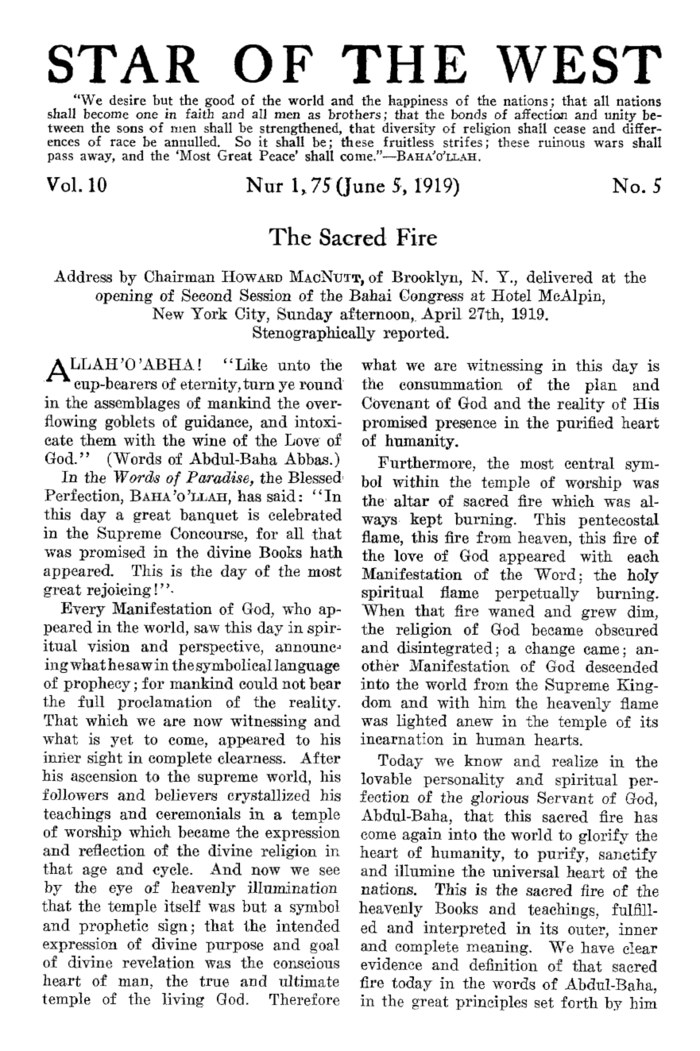 STAR OF THE WEST
"We desire but the good of the world and the happiness of the nations; that all nations
shall become one in faith and all men as brothers; that the bonds of affection and unity be-
tween the sons of men shall be strengthened, that diversity of religion shall cease and differ-
ences of race be annulled. So it shall be; these fruitless strifes; these ruinous wars shall
pass away, and the 'Most Great Peace' shall come."—BAHA'O'LLAH.
Vol. 10 Nur 1, 75 (June 5, 1919) No. 5
The Sacred Fire
Address by Chairman HOWARD MACNUTT, of Brooklyn, N. Y., delivered at the
opening of Second Session of the Bahai Congress at Hotel McAlpin,
New York City, Sunday afternoon, April 27th, 1919.
Stenographically reported.
ALLAH'O'ABHA! "Like unto the
cup-bearers of eternity, turn ye round
in the assemblages of mankind the over-
flowing goblets of guidance, and intoxi-
cate them with the wine of the Love of
God." (Words of Abdul-Baha Abbas.)
In the Words of Paradise, the Blessed
Perfection, BAHA'O'LLAH, has said: "In
this day a great banquet is celebrated
in the Supreme Concourse, for all that
was promised in the divine Books hath
appeared. This is the day of the most
great rejoicing!".
Every Manifestation of God, who ap-
peared in the world, saw this day in spir-
itual vision and perspective, announc-
ing what he saw in the symbolical language
of prophecy; for mankind could not bear
the full proclamation of the reality.
That which we are now witnessing and
what is yet to come, appeared to his
inner sight in complete clearness. After
his ascension to the supreme world, his
followers and believers crystallized his
teachings and ceremonials in a temple
of worship which became the expression
and reflection of the divine religion in
that age and cycle. And now we see
by the eye of heavenly illumination
that the temple itself was but a symbol
and prophetic sign; that the intended
expression of divine purpose and goal
of divine revelation was the conscious
heart of man, the true and ultimate
temple of the living God. Therefore
what we are witnessing in this day is
the consummation of the plan and
Covenant of God and the reality of His
promised presence in the purified heart
of humanity.
Furthermore, the most central sym-
bol within the temple of worship was
the altar of sacred fire which was al-
ways kept burning. This pentecostal
flame, this fire from heaven, this fire of
the love of God appeared with each
Manifestation of the Word; the holy
spiritual flame perpetually burning.
When that fire waned and grew dim,
the religion of God became obscured
and disintegrated; a change came; an-
other Manifestation of God descended
into the world from the Supreme King-
dom and with him the heavenly flame
was lighted anew in the temple of its
incarnation in human hearts.
Today we know and realize in the
lovable personality and spiritual per-
fection of the glorious Servant of God,
Abdul-Baha, that this sacred fire has
come again into the world to glorify the
heart of humanity, to purify, sanctify
and illumine the universal heart of the
nations. This is the sacred fire of the
heavenly Books and teachings, fulfill-
ed and interpreted in its outer, inner
and complete meaning. We have clear
evidence and definition of that sacred
fire today in the words of Abdul-Baha,
in the great principles set forth by him